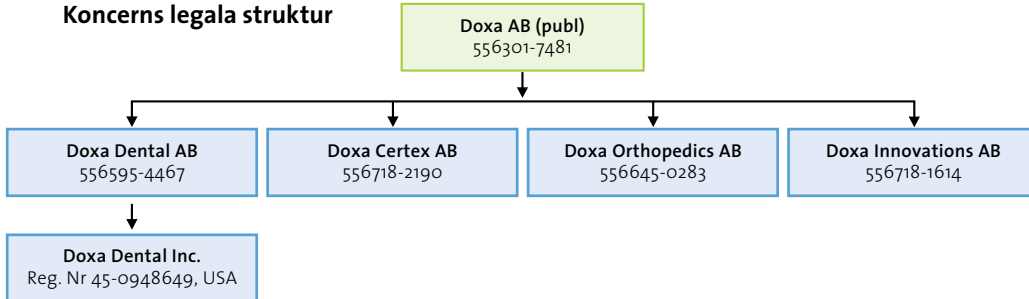 Koncerns legala struktur
Doxa AB (publ)
556301-7481
Doxa Dental AB
556595-4467
Doxa Certex AB
556718-2190
Doxa Orthopedics AB
556645-0283
Doxa Innovations AB
556718-1614
Doxa Dental Inc.
Reg. Nr 45-0948649, USA